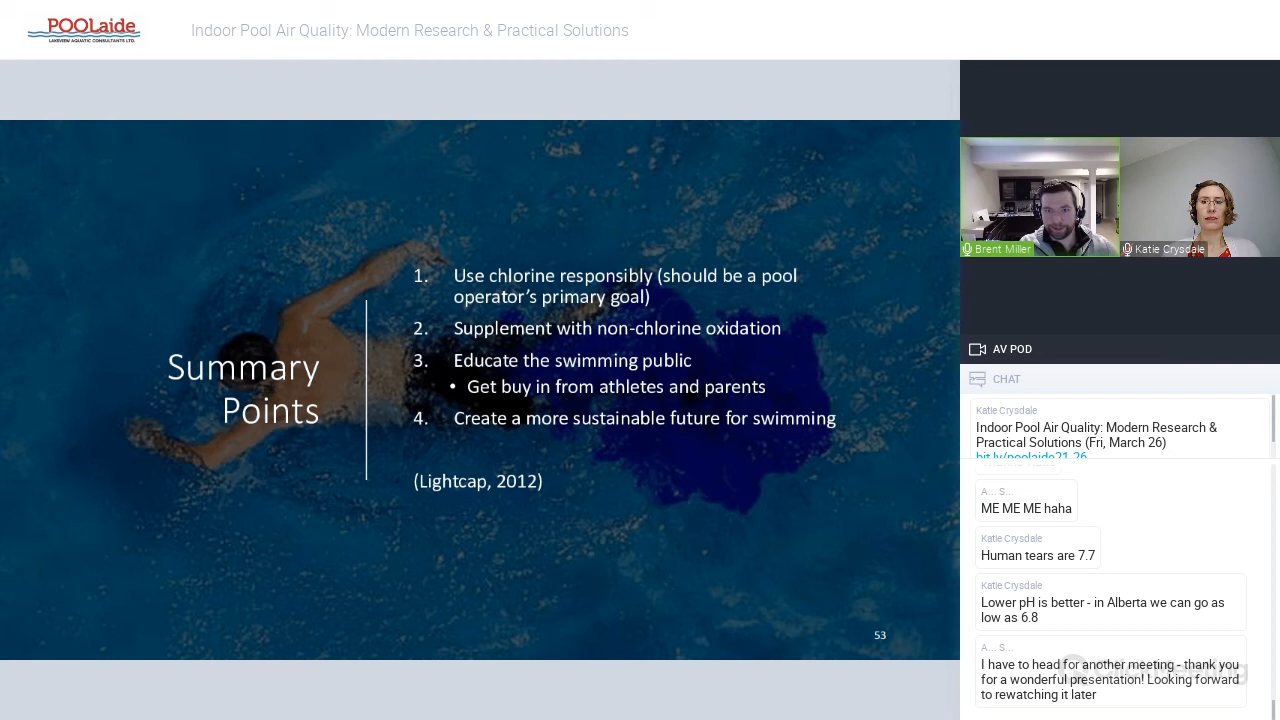 POOLaide
LAKEVIEW AQUATIC CONSULTANTS LTD.
Indoor Pool Air Quality: Modern Research & Practical Solutions
Summary
Points
1. Use chlorine responsibly (should be a pool
operator's primary goal)
2. Supplement with non-chlorine oxidation
3. Educate the swimming public
• Get buy in from athletes and parents
4. Create a more sustainable future for swimming
(Lightcap, 2012)
53
Brent Miller
Katie Crysdale
AV POD
CHAT
Katie Crysdale
Indoor Pool Air Quality: Modern Research &
Practical Solutions (Fri, March 26)
bit.ly/poolaide21-26
A... S...
ME ME ME haha
Katie Crysdale
Human tears are 7.7
Katie Crysdale
Lower pH is better - in Alberta we can go as
low as 6.8
A... S...
I have to head for another meeting - thank you
for a wonderful presentation! Looking forward
to rewatching it later